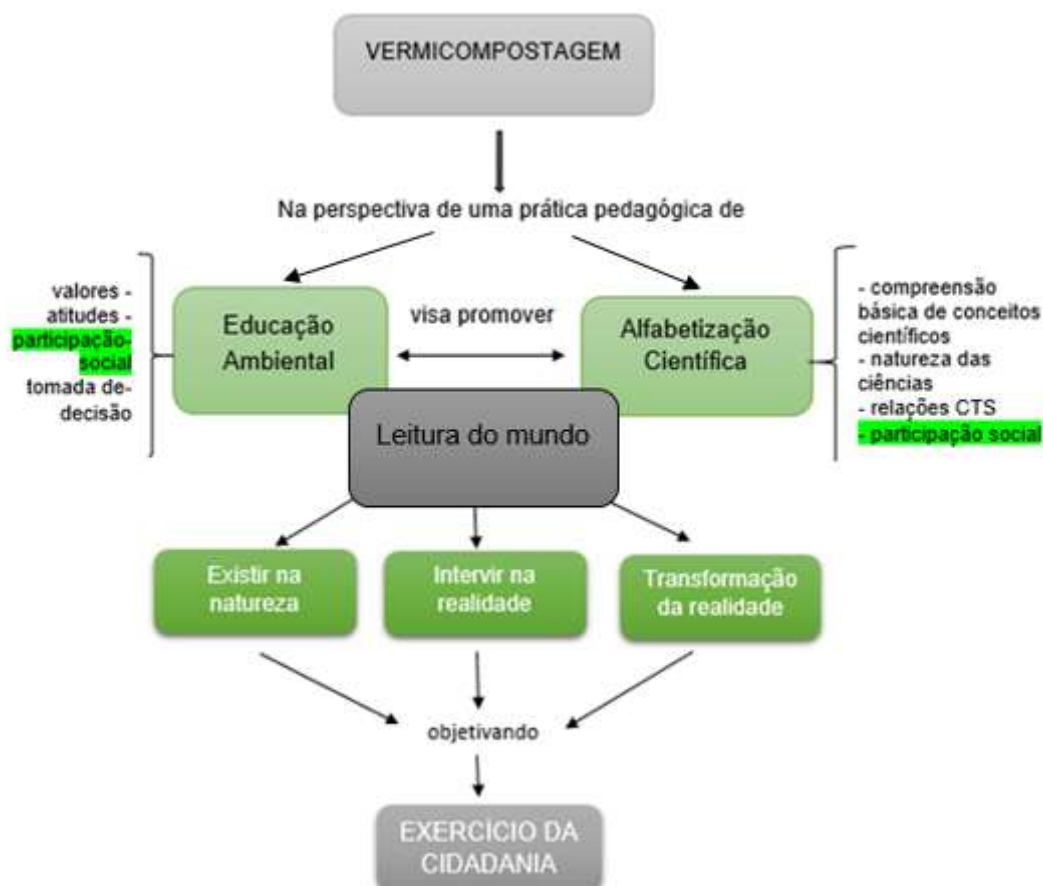 VERMICOMPOSTAGEM
Na perspectiva de uma prática pedagógica de
valores -
atitudes -
participação-
social
tomada de-
decisão
Educação
Ambiental
visa promover
Alfabetização
Científica
- compreensão
básica de conceitos
científicos
- natureza das
ciências
- relações CTS
- participação social
Leitura do mundo
Existir na
natureza
Intervir na
realidade
Transformação
da realidade
objetivando
EXERCÍCIO DA
CIDADANIA